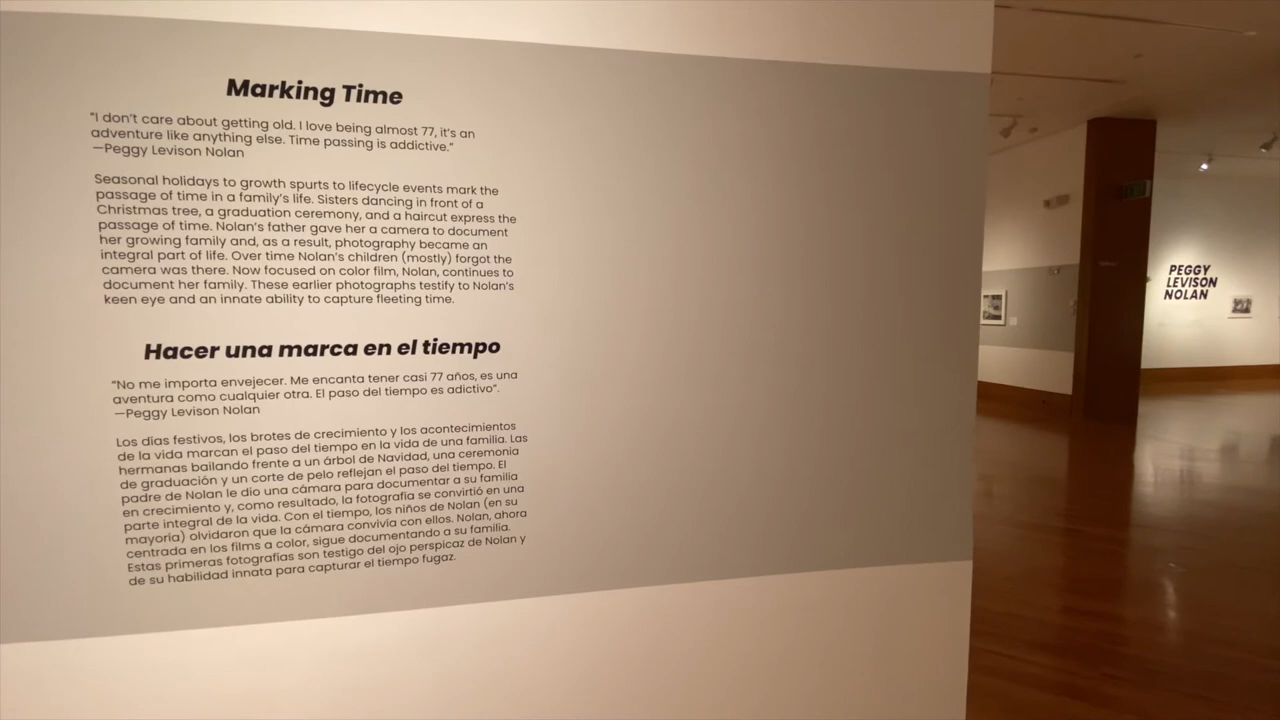 Marking Time
"I don't care about getting old. I love being almost 77, it's an
adventure like anything else. Time passing is addictive."
—Peggy Levison Nolan
Seasonal holidays to growth spurts to lifecycle events mark the
passage of time in a family's life. Sisters dancing in front of a
Christmas tree, a graduation ceremony, and a haircut express the
passage of time. Nolan's father gave her a camera to document
her growing family and, as a result, photography became an
integral part of life. Over time Nolan's children (mostly) forgot the
camera was there. Now focused on color film, Nolan, continues to
document her family. These earlier photographs testify to Nolan's
keen eye and an innate ability to capture fleeting time.
Hacer una marca en el tiempo
"No me importa envejecer. Me encanta tener casi 77 años, es una
aventura como cualquier otra. El paso del tiempo es adictivo".
—Peggy Levison Nolan
Los días festivos, los brotes de crecimiento y los acontecimientos
de la vida marcan el paso del tiempo en la vida de una familia. Las
hermanas bailando frente a un árbol de Navidad, una ceremonia
de graduación y un corte de pelo reflejan el paso del tiempo. El
padre de Nolan le dio una cámara para documentar a su familia
en crecimiento y, como resultado, la fotografía se convirtió en una
parte integral de la vida. Con el tiempo, los niños de Nolan (en su
mayoría) olvidaron que la cámara convivía con ellos. Nolan, ahora
centrada en los films a color, sigue documentando a su familia.
Estas primeras fotografías son testigo del ojo perspicaz de Nolan y
de su habilidad innata para capturar el tiempo fugaz.
PEGGY
LEVISON
NOLAN